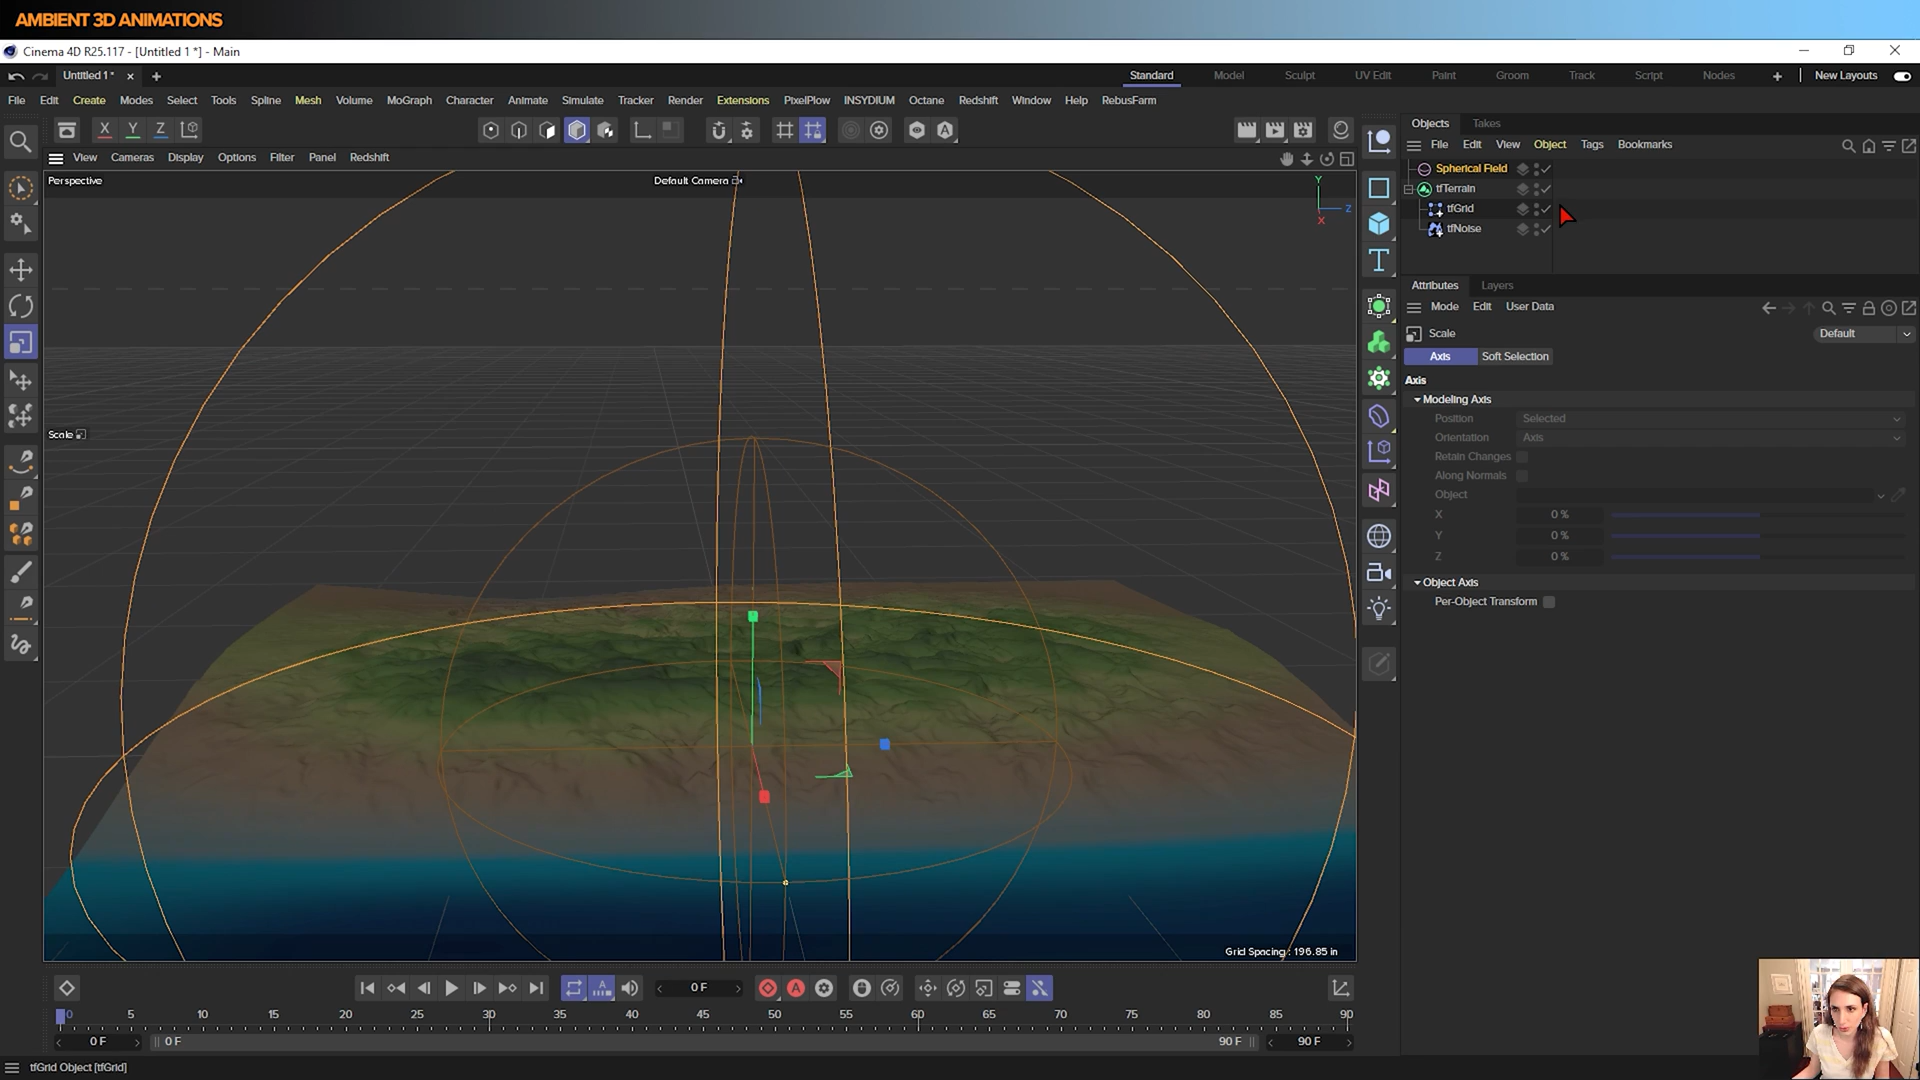 AMBIENT 3D ANIMATIONS
Cinema 4D R25.117 - [Untitled 1 *] - Main
Untitled 1 *
Standard Model Sculpt UV Edit Paint Groom Track Script Nodes New Layouts
File Edit Create Modes Select Tools Spline Mesh Volume MoGraph Character Animate Simulate Tracker Render Extensions PixelPlow INSYDIUM Octane Redshift Window Help RebusFarm
X Y Z
Objects Takes
File Edit View Object Tags Bookmarks
View Cameras Display Options Filter Panel Redshift
Perspective
Default Camera
Y
Z
X
Spherical Field
tfTerrain
tfGrid
tfNoise
Attributes Layers
Mode Edit User Data
Scale
Default
Axis Soft Selection
Axis
Modeling Axis
Position Selected
Orientation Axis
Retain Changes
Along Normals
Object
X 0 %
Y 0 %
Z 0 %
Object Axis
Per-Object Transform
Scale
Grid Spacing : 196.85 in
0 F
0 5 10 15 20 25 30 35 40 45 50 55 60 65 70 75 80 85 90
0 F 0 F 90 F 90 F
tfGrid Object [tfGrid]